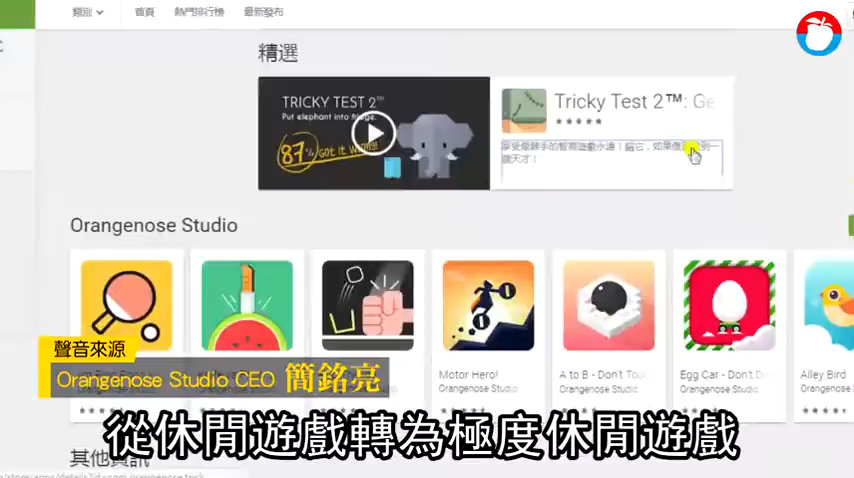 類別 首頁 熱門排行榜 最新發布
精選
TRICKY TEST 2™
Put elephant into fridge.
87% Got it Wrong!
Tricky Test 2™: Ge
Orangenose Studio
聲音來源
Orangenose Studio CEO 簡銘亮
Motor Hero!
Orangenose Studio
A to B - Don't Tou
Orangenose Studio
Egg Car - Don't D
Orangenose Studio
Alley Bird
Orangenose
從休閒遊戲轉為極度休閒遊戲
其他資訊